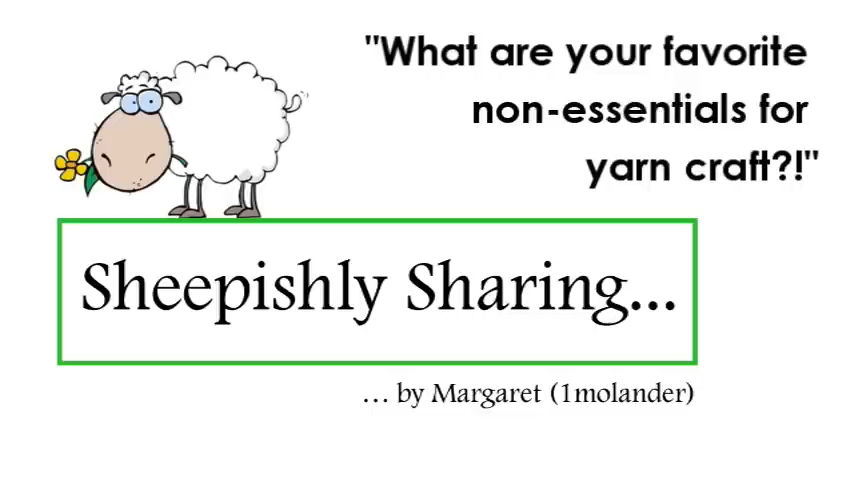 "What are your favorite
non-essentials for
yarn craft?!"
Sheepishly Sharing...
... by Margaret (1molander)